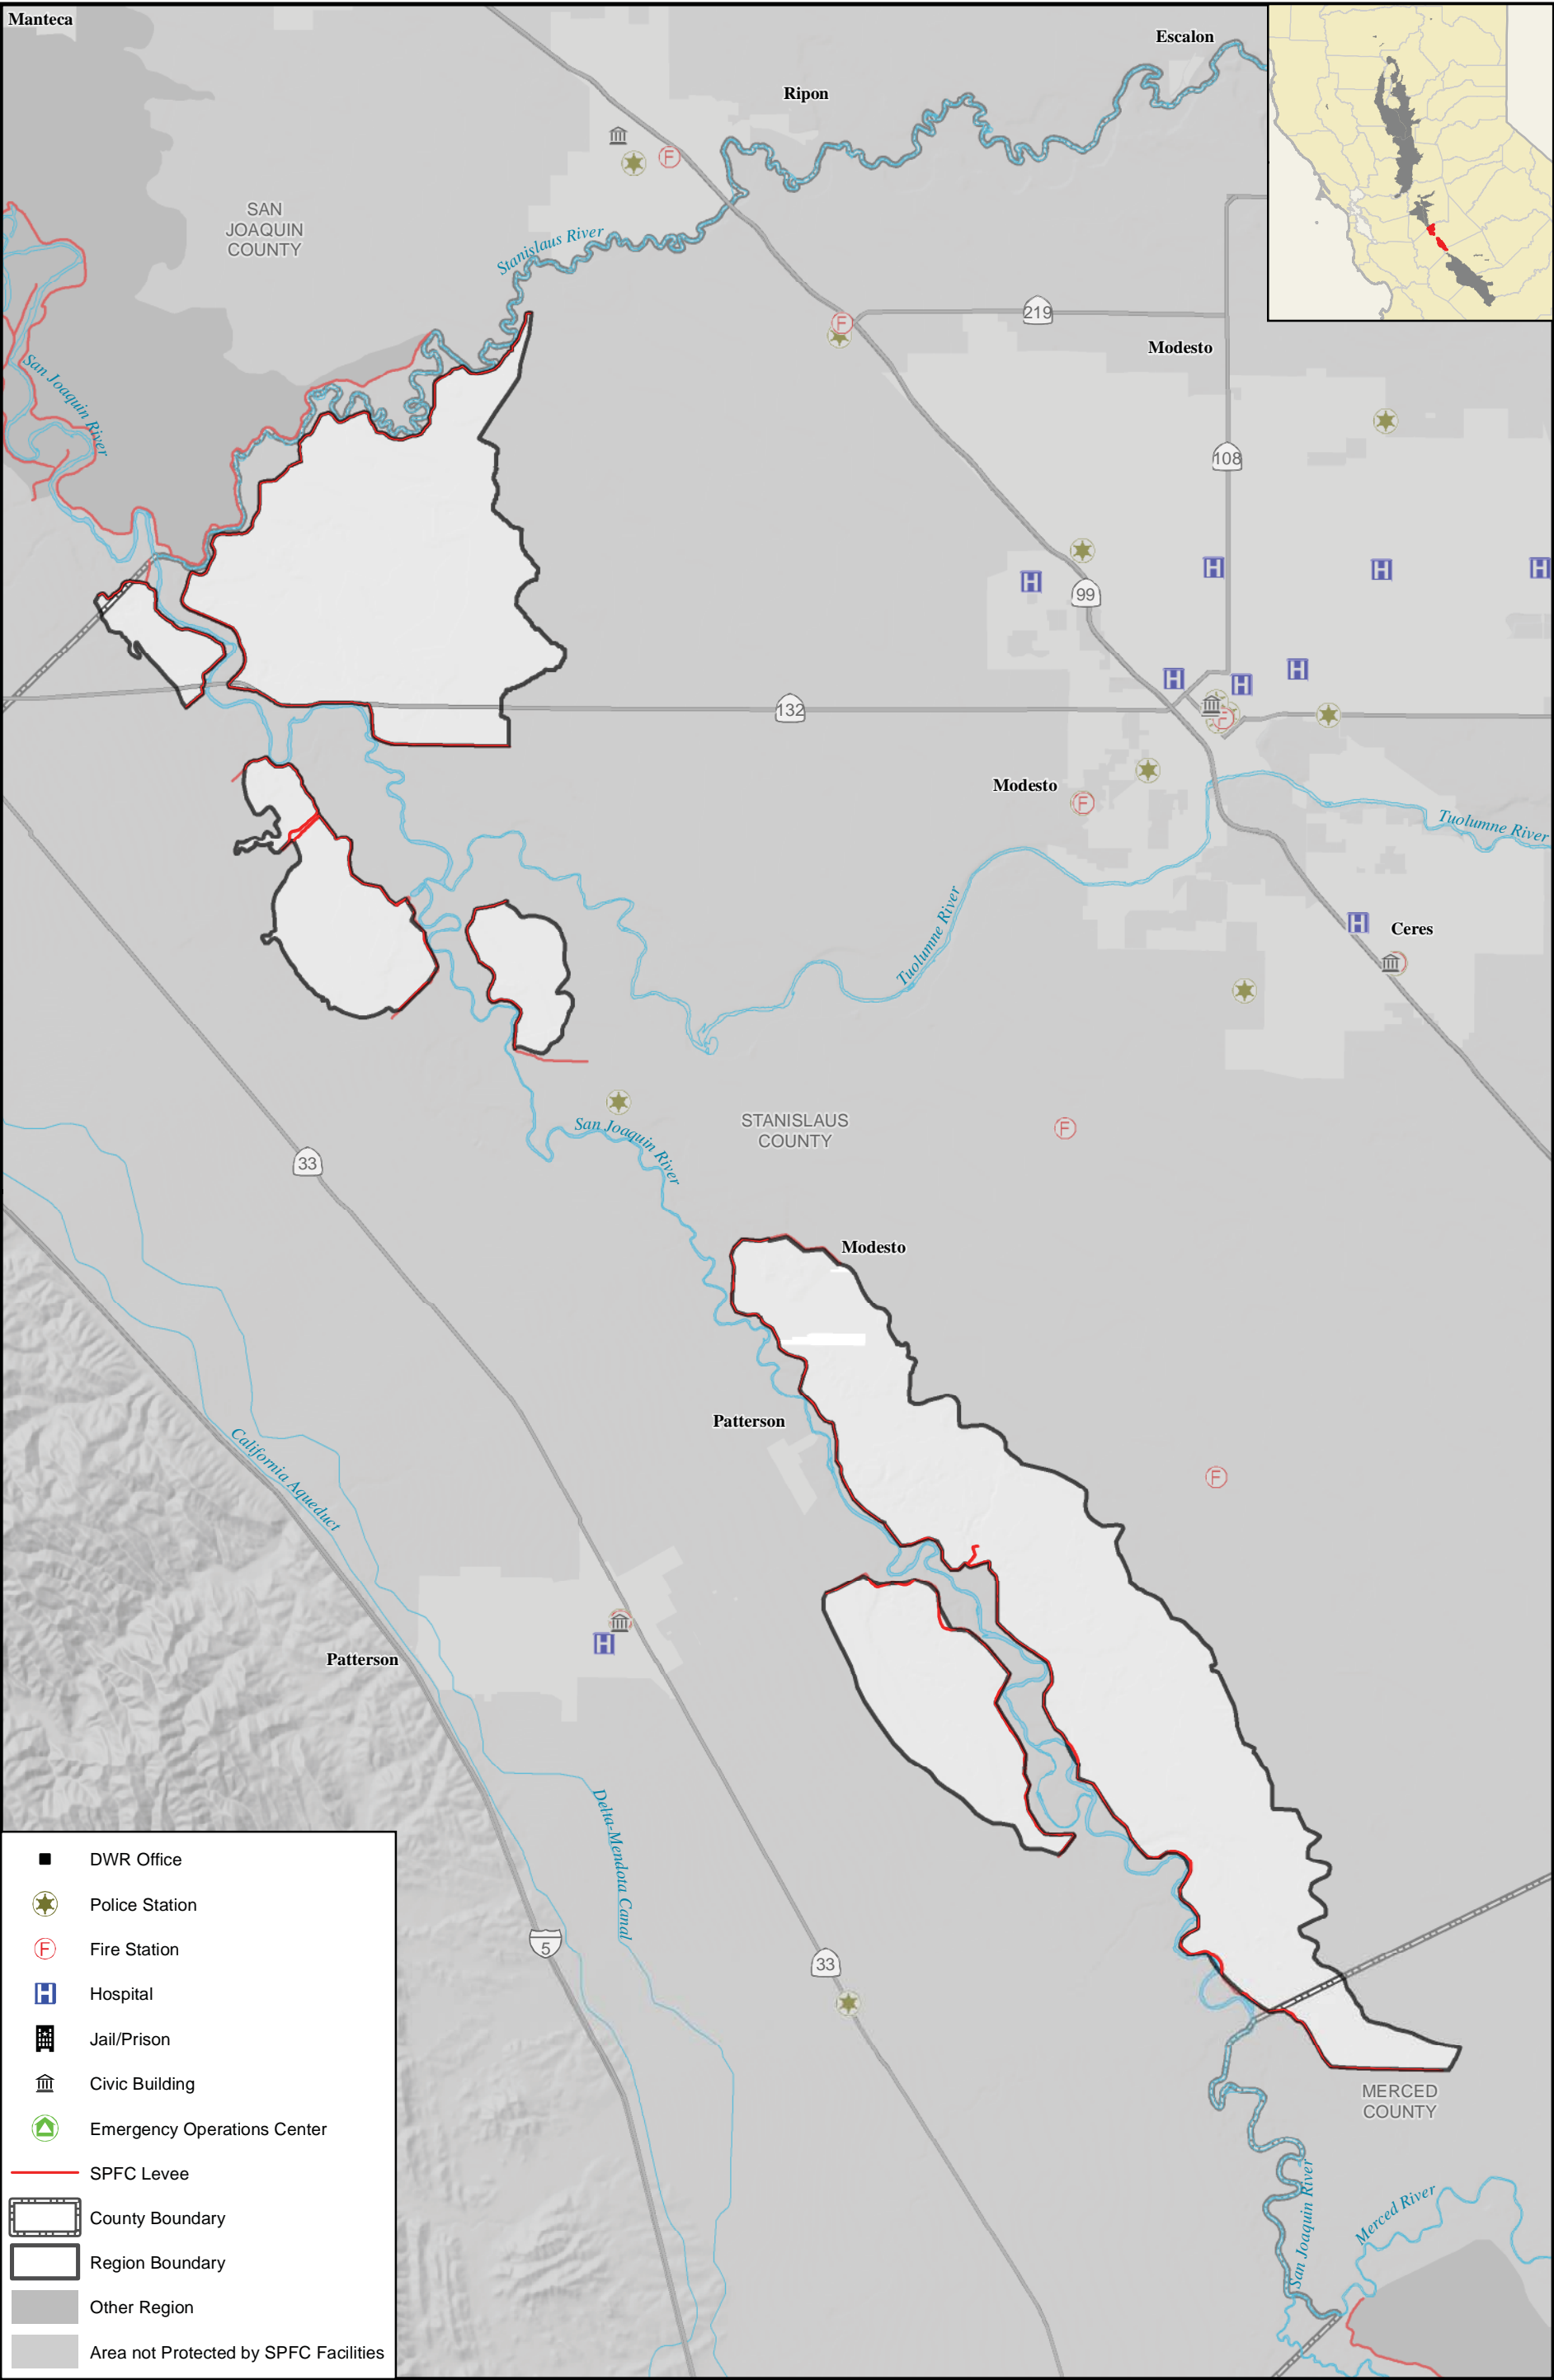 Manteca
Escalon
Ripon
SAN
JOAQUIN
COUNTY
Stanislaus River
219
Modesto
San Joaquin River
108
99
132
Modesto
Tuolumne River
Tuolumne River
Ceres
STANISLAUS
COUNTY
San Joaquin River
33
Modesto
Patterson
California Aqueduct
Patterson
Delta-Mendota Canal
5
33
MERCED
COUNTY
San Joaquin River
Merced River
F
F
F
F
F
F
H
H
H
H
H
H
H
H
H
DWR Office
Police Station
F Fire Station
H Hospital
Jail/Prison
Civic Building
Emergency Operations Center
SPFC Levee
County Boundary
Region Boundary
Other Region
Area not Protected by SPFC Facilities